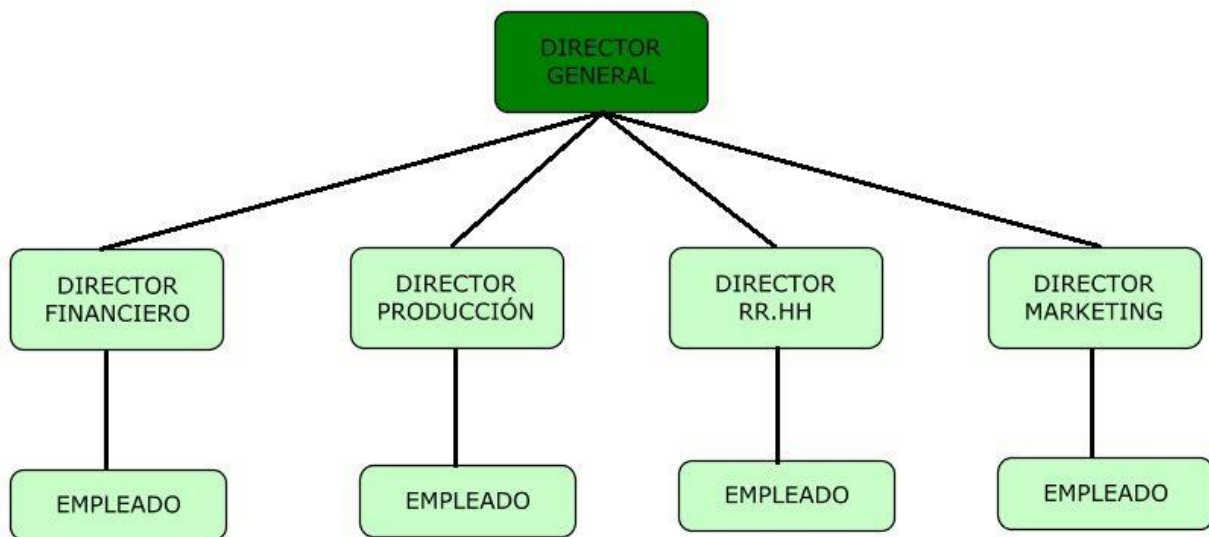 DIRECTOR
GENERAL
DIRECTOR
FINANCIERO
DIRECTOR
PRODUCCIÓN
DIRECTOR
RR.HH
DIRECTOR
MARKETING
EMPLEADO
EMPLEADO
EMPLEADO
EMPLEADO